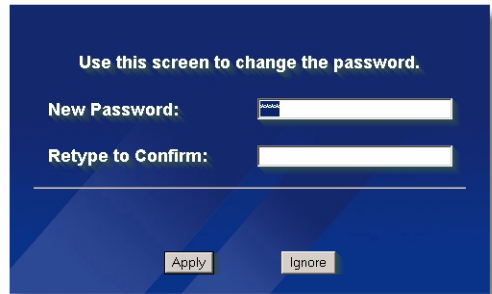 Use this screen to change the password.
New Password:
****
Retype to Confirm:
Apply
Ignore